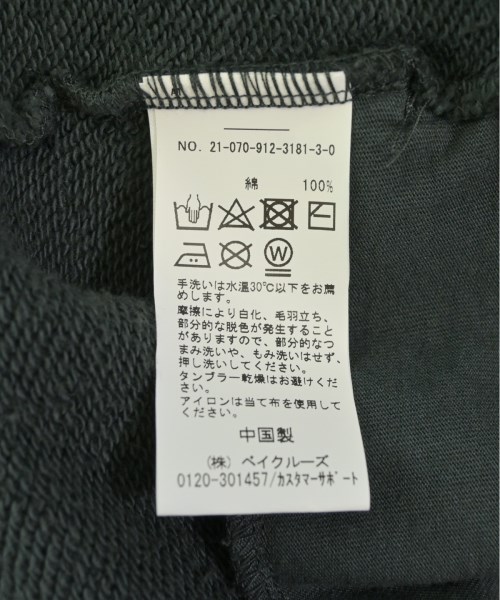 NO. 21-070-912-3181-3-0
綿 100%
手洗いは水温30℃以下をお薦
めします。
摩擦により白化、毛羽立ち、
部分的な脱色が発生すること
がありますので、部分的なつ
まみ洗いや、もみ洗いはせず、
押し洗いしてください。
タンブラー乾燥はお避けくださ
い。
アイロンは当て布を使用して
ください。
中国製
(株) ベイクルーズ
0120-301457/ｶｽﾀﾏｰｻﾎﾟｰﾄ